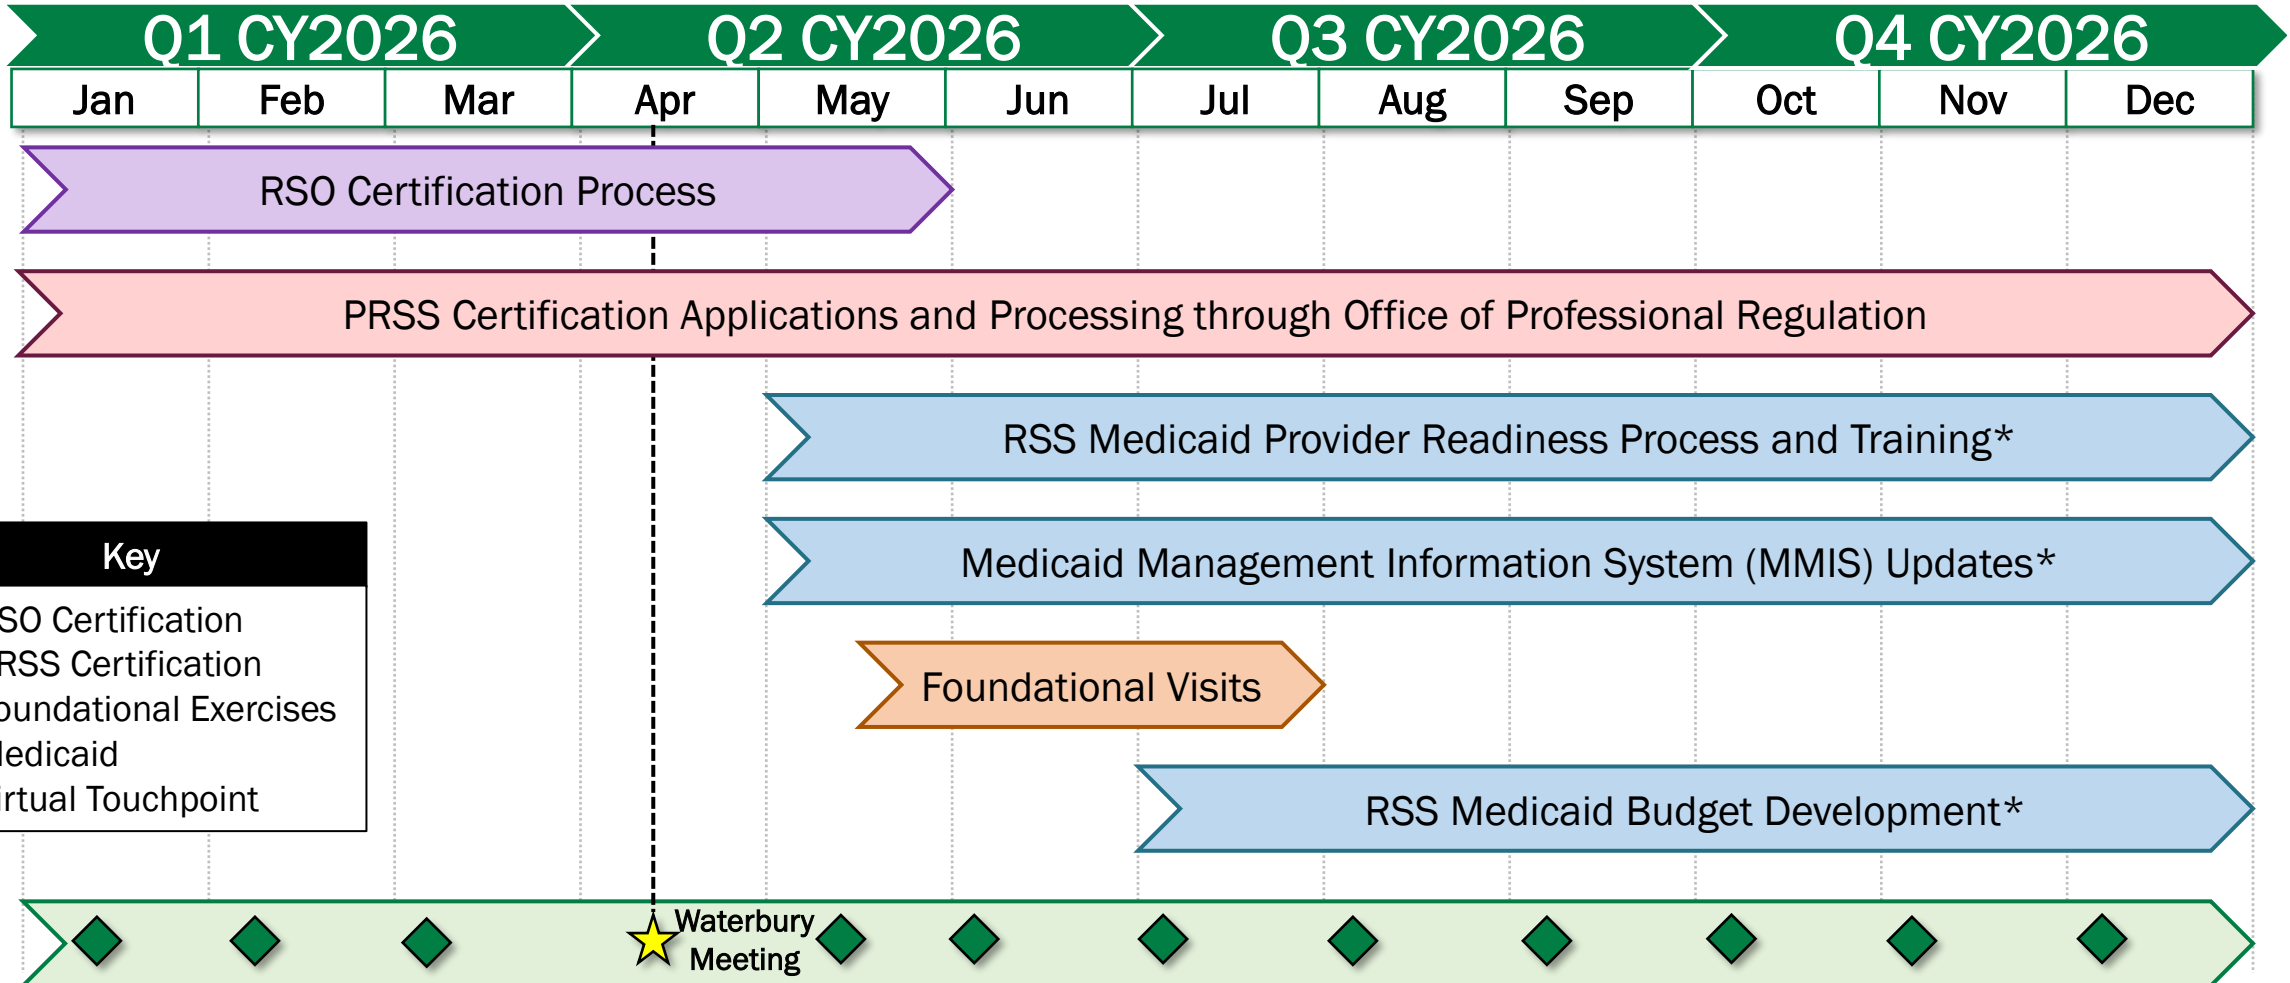 Q1 CY2026 Q2 CY2026 Q3 CY2026 Q4 CY2026
Jan Feb Mar Apr May Jun Jul Aug Sep Oct Nov Dec
RSO Certification Process
PRSS Certification Applications and Processing through Office of Professional Regulation
RSS Medicaid Provider Readiness Process and Training*
Medicaid Management Information System (MMIS) Updates*
Key
SO Certification
RSS Certification
oundational Exercises
edicaid
irtual Touchpoint
Foundational Visits
RSS Medicaid Budget Development*
Waterbury
Meeting